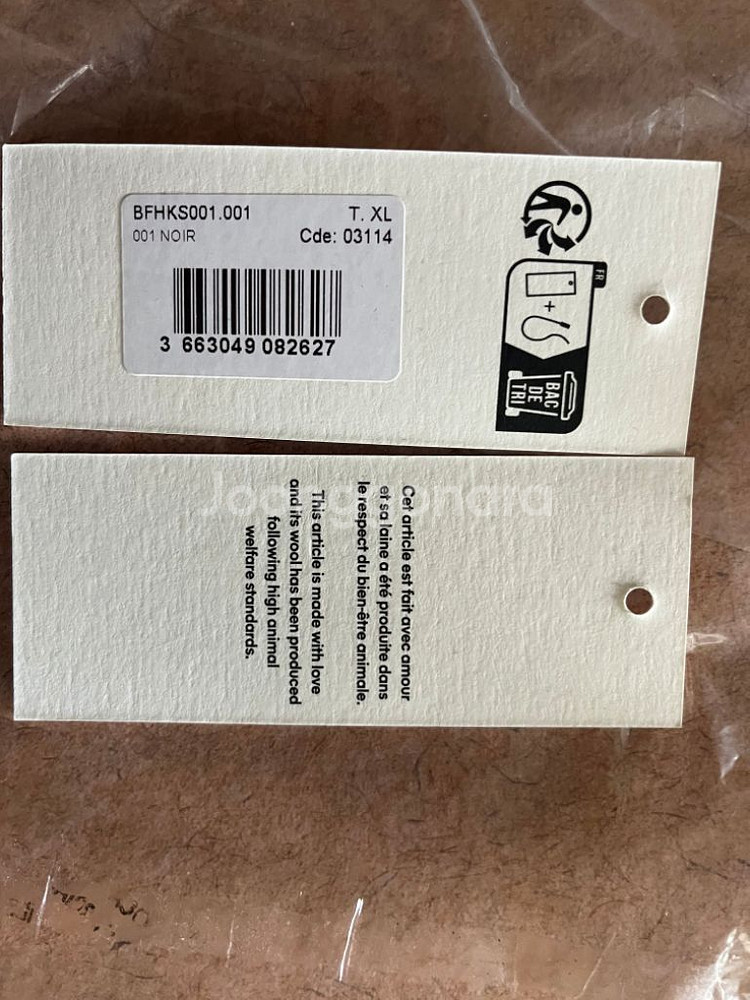 BFHKS001.001 T. XL
001 NOIR Cde: 03114
3 663049 082627
FR
BAC
DE
TRI
Cet article est fait avec amour
et sa laine a été produite dans
le respect du bien-être animale.
This article is made with love
and its wool has been produced
following high animal
welfare standards.
Joonggonara